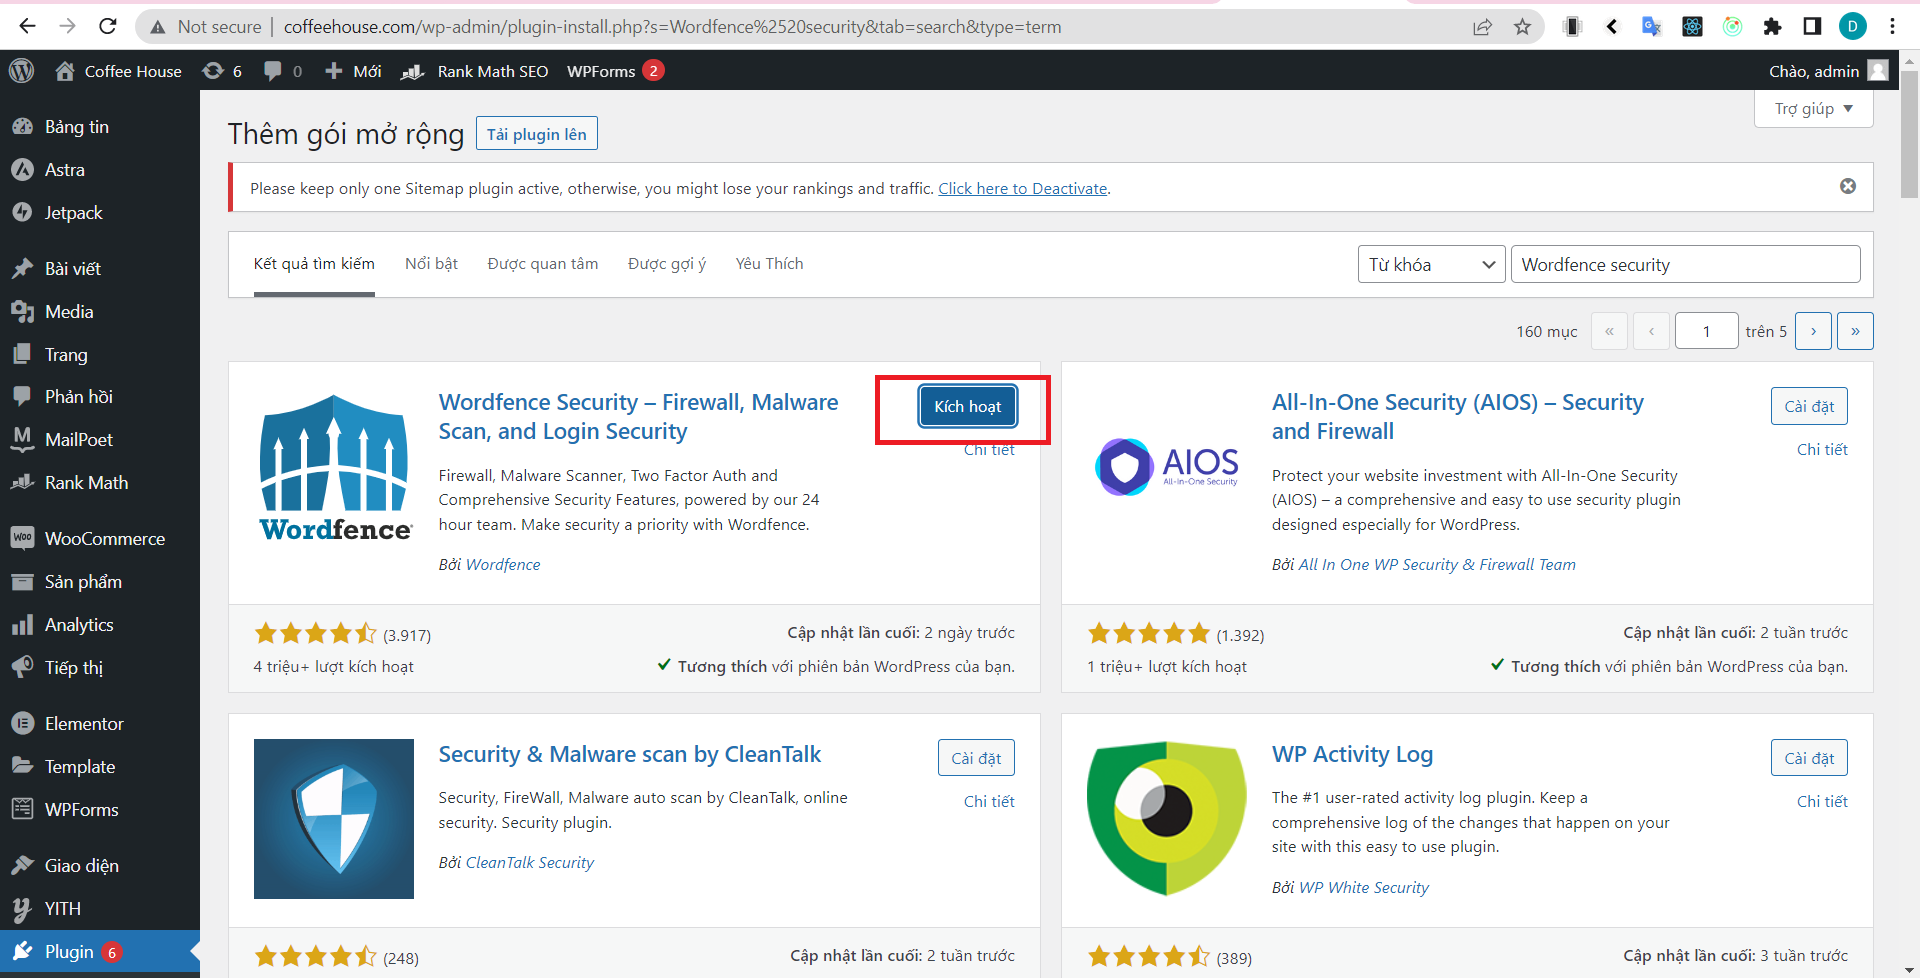 Not secure | coffeehouse.com/wp-admin/plugin-install.php?s=Wordfence%2520security&tab=search&type=term
D
Coffee House 6 0 Mới Rank Math SEO WPForms 2 Chào, admin
Trợ giúp
Bảng tin
Astra
Jetpack
Bài viết
Media
Trang
Phản hồi
MailPoet
Rank Math
WooCommerce
Sản phẩm
Analytics
Tiếp thị
Elementor
Template
WPForms
Giao diện
YITH
Plugin 6
Thêm gói mở rộng Tải plugin lên
Please keep only one Sitemap plugin active, otherwise, you might lose your rankings and traffic. Click here to Deactivate.
Kết quả tìm kiếm Nổi bật Được quan tâm Được gợi ý Yêu Thích Từ khóa Wordfence security
160 mục « ‹ 1 trên 5 › »
Wordfence
Wordfence Security – Firewall, Malware
Scan, and Login Security
Kích hoạt
Chi tiết
Firewall, Malware Scanner, Two Factor Auth and
Comprehensive Security Features, powered by our 24
hour team. Make security a priority with Wordfence.
Bởi Wordfence
(3.917)
Cập nhật lần cuối: 2 ngày trước
4 triệu+ lượt kích hoạt
Tương thích với phiên bản WordPress của bạn.
AIOS
All-In-One Security
All-In-One Security (AIOS) – Security
and Firewall
Cài đặt
Chi tiết
Protect your website investment with All-In-One Security
(AIOS) – a comprehensive and easy to use security plugin
designed especially for WordPress.
Bởi All In One WP Security & Firewall Team
(1.392)
Cập nhật lần cuối: 2 tuần trước
1 triệu+ lượt kích hoạt
Tương thích với phiên bản WordPress của bạn.
Security & Malware scan by CleanTalk
Cài đặt
Chi tiết
Security, FireWall, Malware auto scan by CleanTalk, online
security. Security plugin.
Bởi CleanTalk Security
(248)
Cập nhật lần cuối: 2 tuần trước
WP Activity Log
Cài đặt
Chi tiết
The #1 user-rated activity log plugin. Keep a
comprehensive log of the changes that happen on your
site with this easy to use plugin.
Bởi WP White Security
(389)
Cập nhật lần cuối: 3 tuần trước